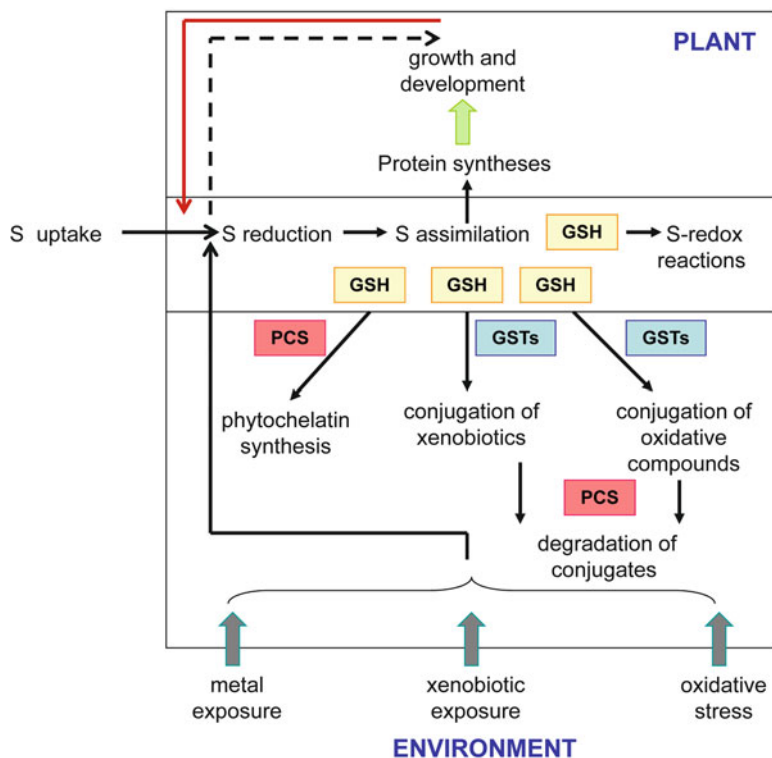 PLANT
growth and
development
Protein syntheses
S uptake
S reduction
S assimilation
GSH
S-redox
reactions
GSH
GSH
GSH
PCS
GSTs
GSTs
phytochelatin
synthesis
conjugation of
xenobiotics
conjugation of
oxidative
compounds
PCS
degradation of
conjugates
metal
exposure
xenobiotic
exposure
oxidative
stress
ENVIRONMENT